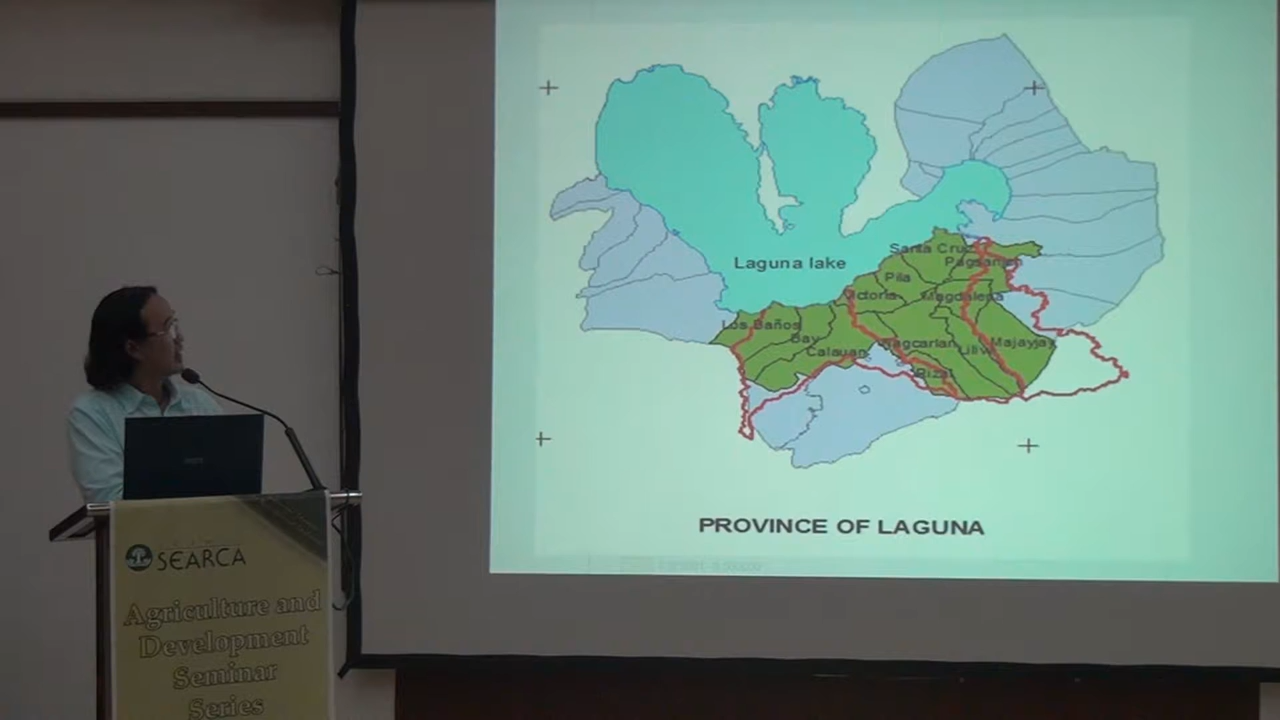 Laguna lake
Santa Cruz
Pagsanjan
Pila
Victoria
Magdalena
Los Baños
Bay
Calauan
Nagcarlan
Liliw
Majayjay
Rizal
PROVINCE OF LAGUNA
SEARCA
Agriculture and
Development
Seminar
Series